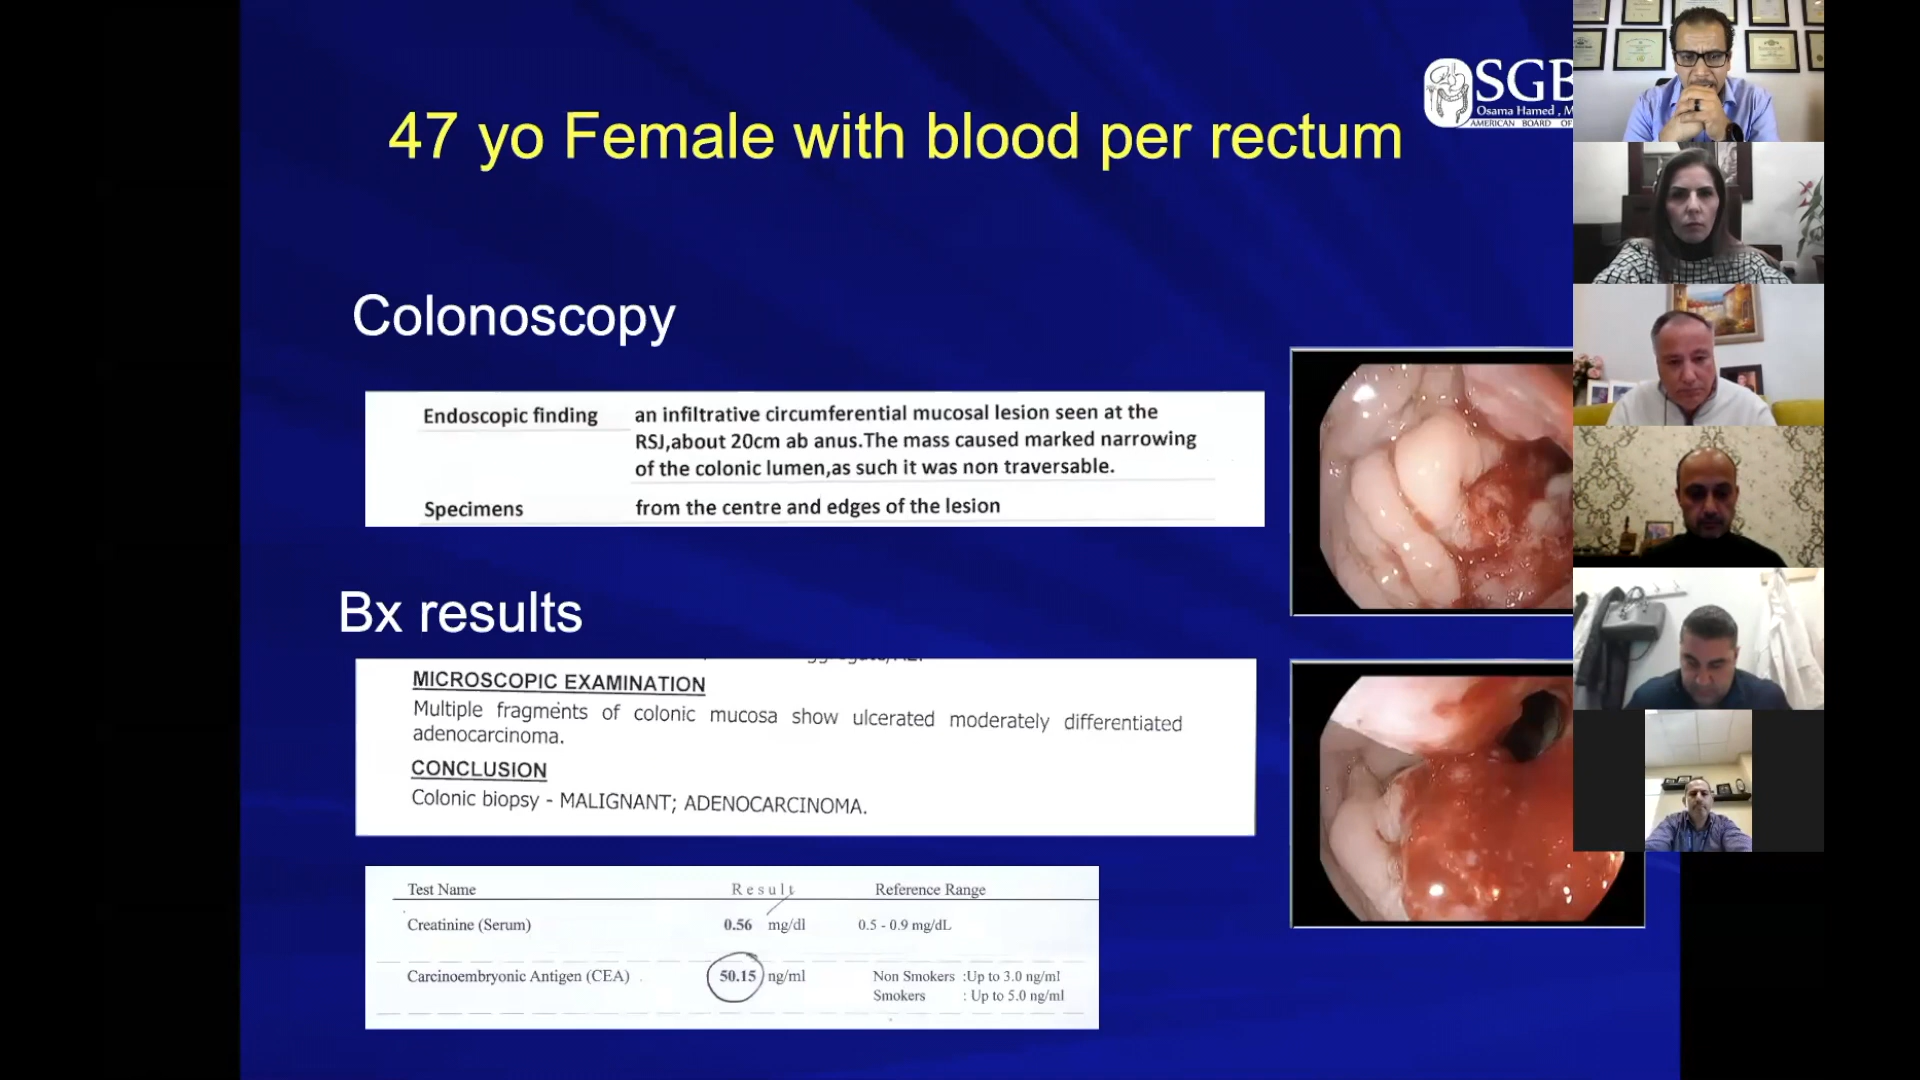 SGB
Osama Hamed , M
AMERICAN BOARD OF
47 yo Female with blood per rectum
Colonoscopy
Endoscopic finding an infiltrative circumferential mucosal lesion seen at the
RSJ,about 20cm ab anus.The mass caused marked narrowing
of the colonic lumen,as such it was non traversable.
Specimens from the centre and edges of the lesion
Bx results
MICROSCOPIC EXAMINATION
Multiple fragments of colonic mucosa show ulcerated moderately differentiated
adenocarcinoma.
CONCLUSION
Colonic biopsy - MALIGNANT; ADENOCARCINOMA.
Test Name Result Reference Range
Creatinine (Serum) 0.56 mg/dl 0.5 - 0.9 mg/dL
Carcinoembryonic Antigen (CEA) 50.15 ng/ml Non Smokers :Up to 3.0 ng/ml
Smokers : Up to 5.0 ng/ml